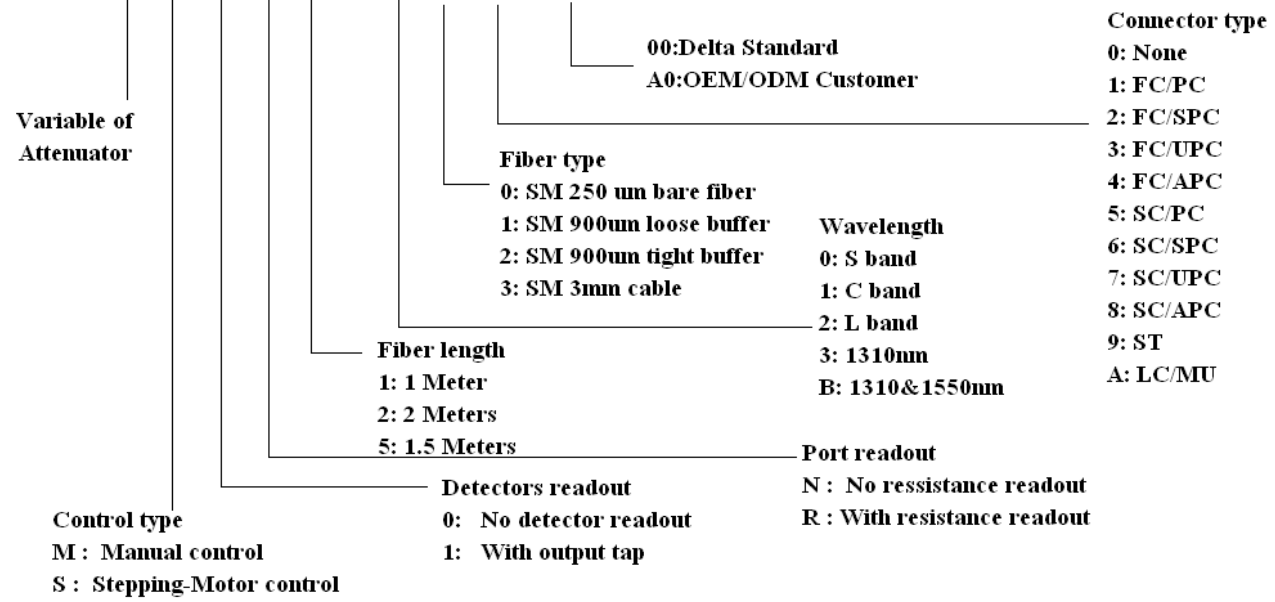 00:Delta Standard
A0:OEM/ODM Customer
Connector type
0: None
1: FC/PC
2: FC/SPC
3: FC/UPC
4: FC/APC
5: SC/PC
6: SC/SPC
7: SC/UPC
8: SC/APC
9: ST
A: LC/MU
Variable of
Attenuator
Fiber type
0: SM 250 um bare fiber
1: SM 900um loose buffer
2: SM 900um tight buffer
3: SM 3mm cable
Wavelength
0: S band
1: C band
2: L band
3: 1310nm
B: 1310&1550nm
Fiber length
1: 1 Meter
2: 2 Meters
5: 1.5 Meters
Port readout
N : No ressistance readout
R : With resistance readout
Detectors readout
0: No detector readout
1: With output tap
Control type
M : Manual control
S : Stepping-Motor control